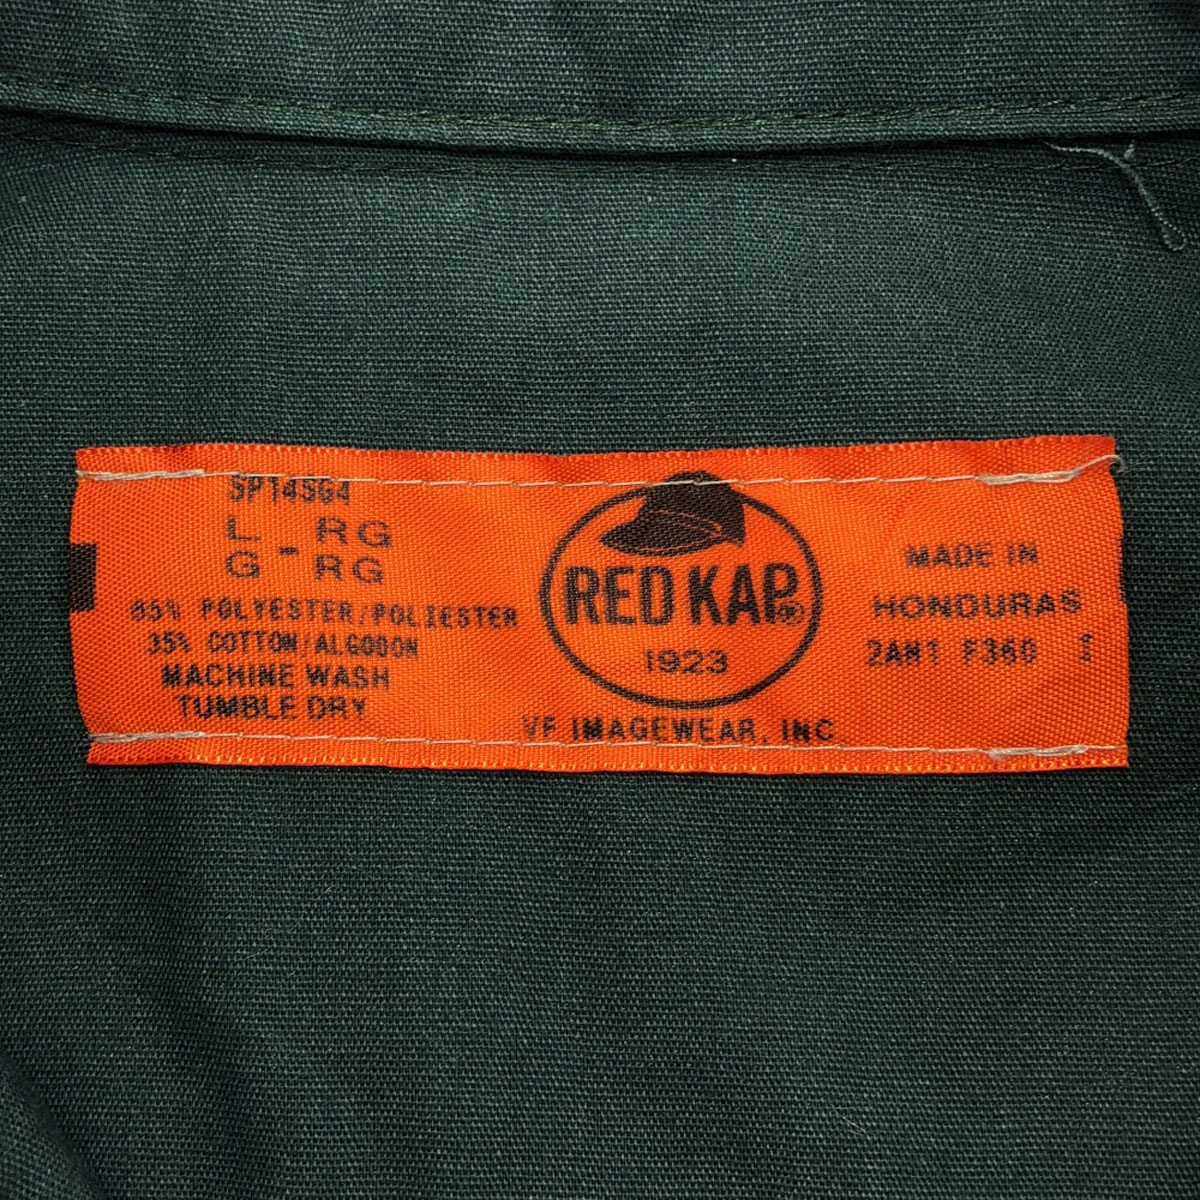 SP14SG4
L - RG
G - RG
65% POLYESTER/POLIESTER
35% COTTON/ALGODON
MACHINE WASH
TUMBLE DRY
RED KAP®
1923
VF IMAGEWEAR, INC.
MADE IN
HONDURAS
2AH1 F360 I